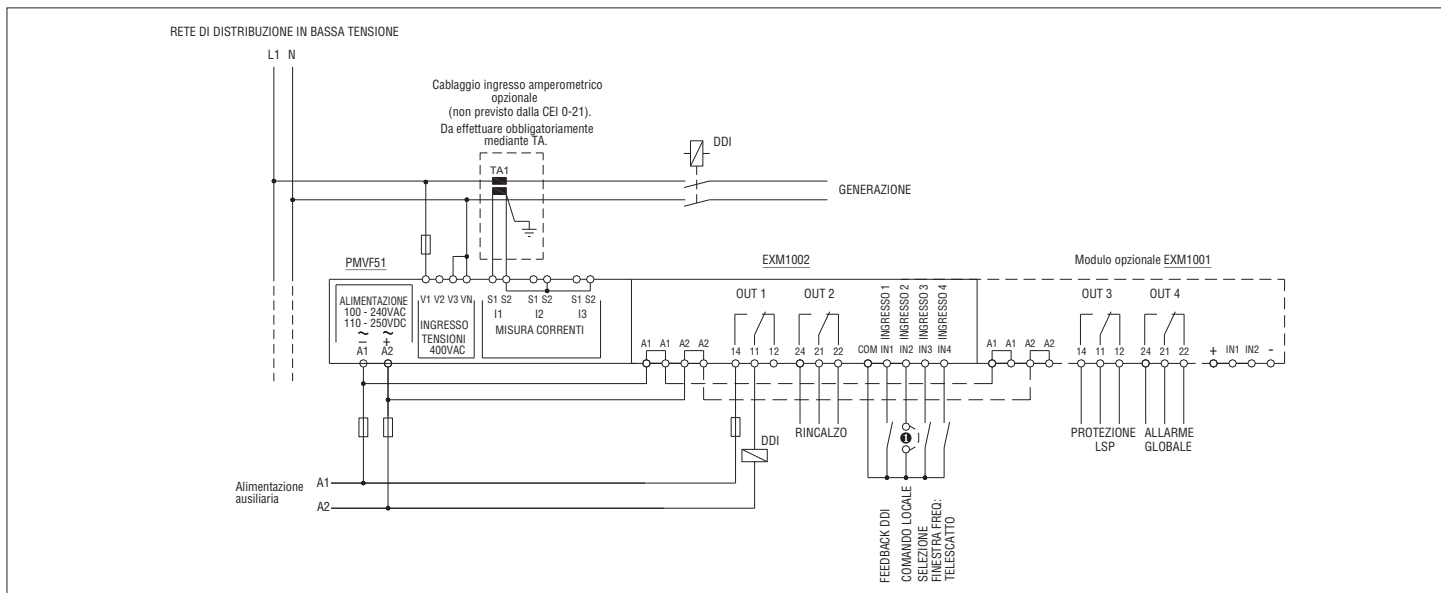 RETE DI DISTRIBUZIONE IN BASSA TENSIONE
L1 N
Cablaggio ingresso amperometrico
opzionale
(non previsto dalla CEI 0-21).
Da effettuare obbligatoriamente
mediante TA.
DDI
TA1
GENERAZIONE
PMVF51
EXM1002
Modulo opzionale EXM1001
ALIMENTAZIONE
100 - 240VAC
110 - 250VDC
~ ~
− +
A1 A2
V1 V2 V3 VN
INGRESSO
TENSIONI
400VAC
S1 S2 S1 S2 S1 S2
I1 I2 I3
MISURA CORRENTI
A1 A1 A2 A2
OUT 1 OUT 2
14 11 12 24 21 22
INGRESSO 1
INGRESSO 2
INGRESSO 3
INGRESSO 4
COM IN1 IN2 IN3 IN4
A1 A1 A2 A2
OUT 3 OUT 4
14 11 12 24 21 22
+ IN1 IN2 -
RINCALZO
1
PROTEZIONE
LSP
ALLARME
GLOBALE
DDI
Alimentazione
ausiliaria
A1
A2
FEEDBACK DDI
COMANDO LOCALE
SELEZIONE
FINESTRA FREQ:
TELESCATTO